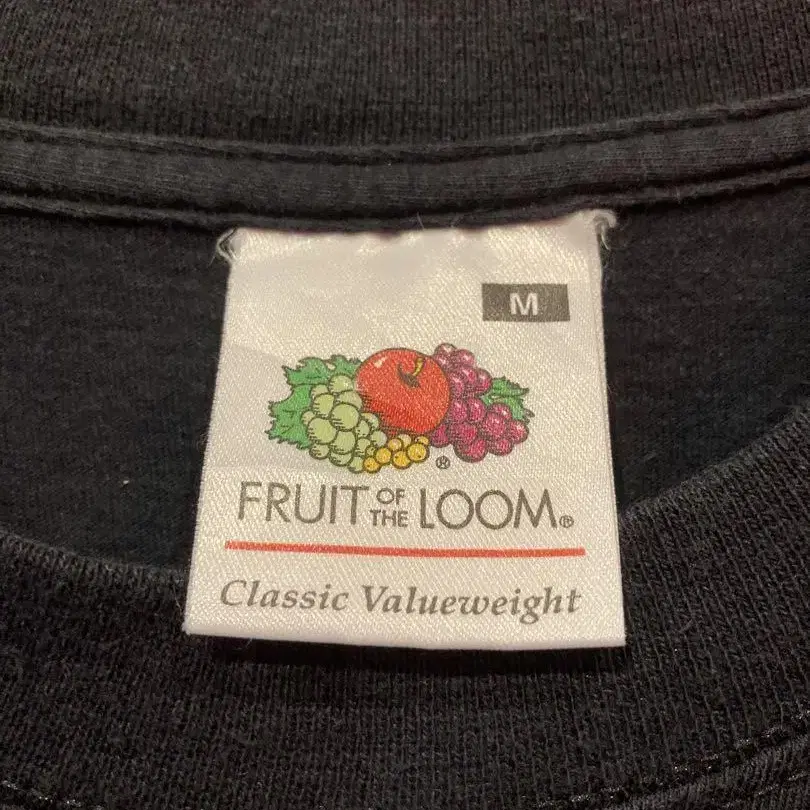 M
®
FRUIT OF THE LOOM®
Classic Valueweight